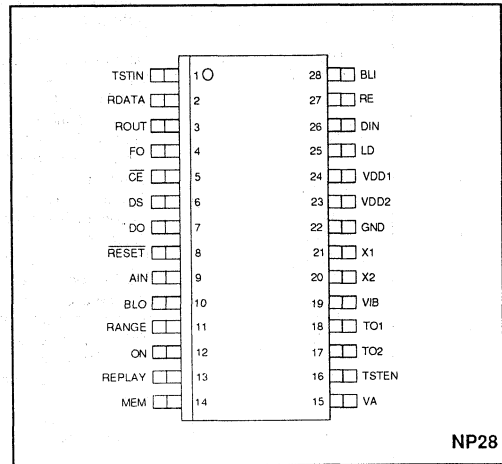 TSTIN 1 28 BLI
RDATA 2 27 RE
ROUT 3 26 DIN
FO 4 25 LD
CE 5 24 VDD1
DS 6 23 VDD2
DO 7 22 GND
RESET 8 21 X1
AIN 9 20 X2
BLO 10 19 VIB
RANGE 11 18 TO1
ON 12 17 TO2
REPLAY 13 16 TSTEN
MEM 14 15 VA
NP28